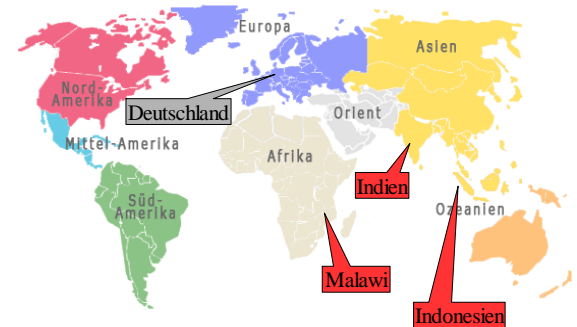 Europa
Asien
Nord-
Amerika
Deutschland
Orient
Mittel-Amerika
Afrika
Indien
Süd-
Amerika
Ozeanien
Malawi
Indonesien